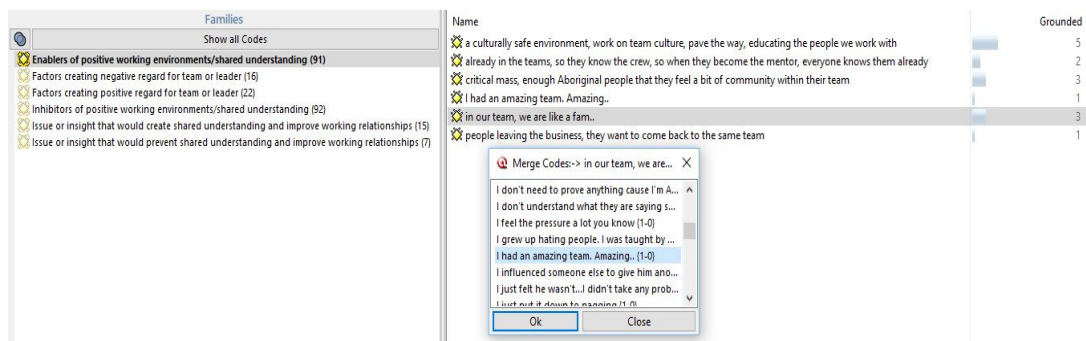 Families
Show all Codes
Enablers of positive working environments/shared understanding (91)
Factors creating negative regard for team or leader (16)
Factors creating positive regard for team or leader (22)
Inhibitors of positive working environments/shared understanding (92)
Issue or insight that would create shared understanding and improve working relationships (15)
Issue or insight that would prevent shared understanding and improve working relationships (7)
Name Grounded
a culturally safe environment, work on team culture, pave the way, educating the people we work with 5
already in the teams, so they know the crew, so when they become the mentor, everyone knows them already 2
critical mass, enough Aboriginal people that they feel a bit of community within their team 3
I had an amazing team. Amazing.. 1
in our team, we are like a fam.. 3
people leaving the business, they want to come back to the same team 1
Merge Codes:-> in our team, we are... X
I don't need to prove anything cause I'm A...
I don't understand what they are saying s...
I feel the pressure a lot you know {1-0}
I grew up hating people. I was taught by ...
I had an amazing team. Amazing.. {1-0}
I influenced someone else to give him ano...
I just felt he wasn't...I didn't take any prob...
I just put it down to nagging {1-0}
Ok Close